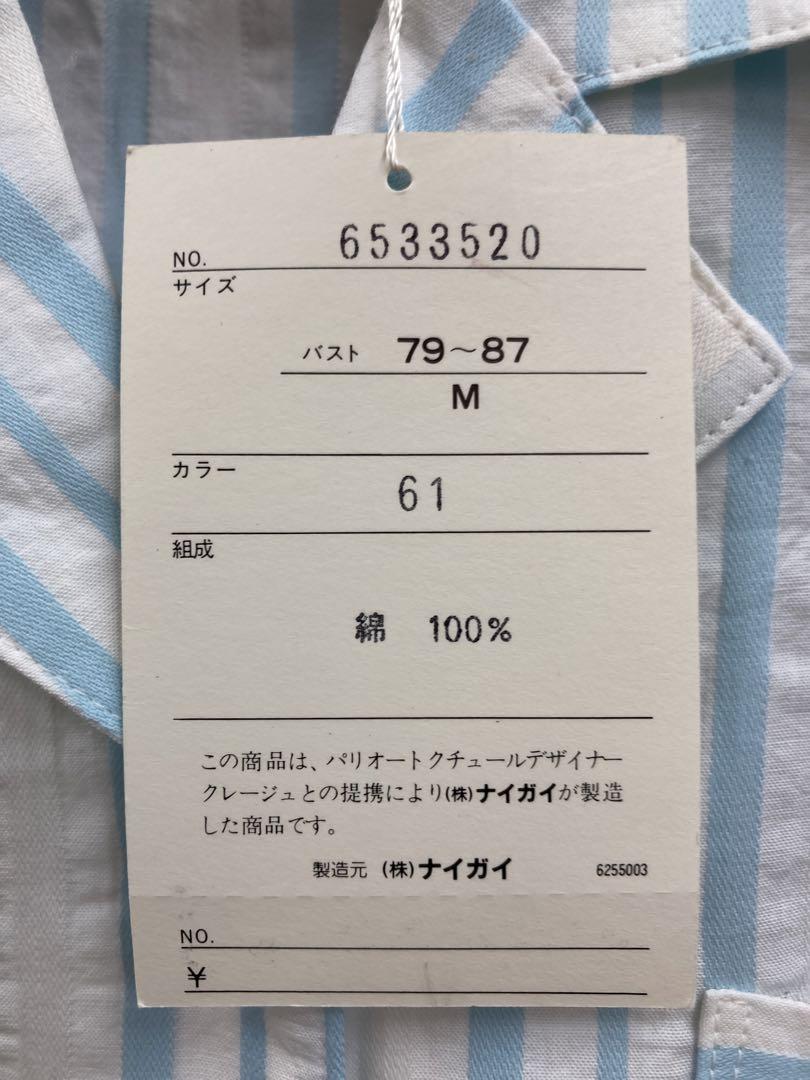 NO. 6533520
サイズ
バスト 79～87
M
カラー
61
組成
綿 100%
この商品は、パリオートクチュールデザイナー
クレージュとの提携により(株)ナイガイが製造
した商品です。
製造元 (株)ナイガイ 6255003
NO.
¥